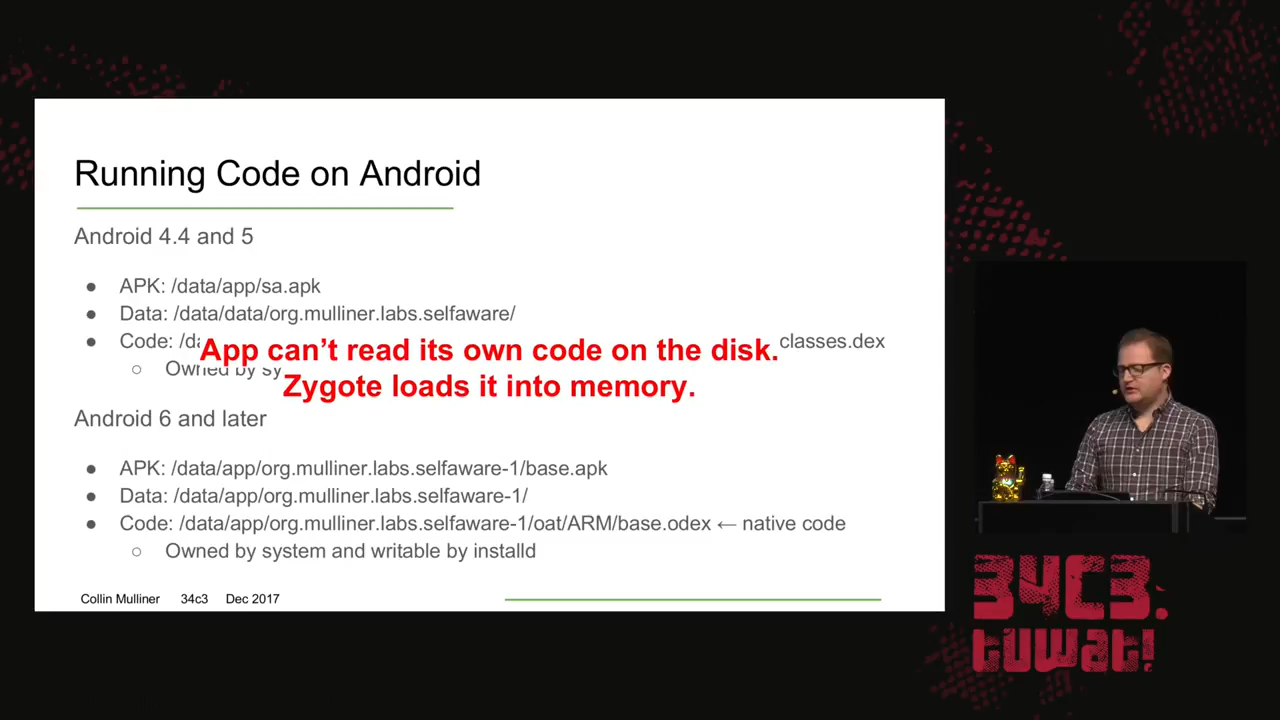 Running Code on Android
Android 4.4 and 5
● APK: /data/app/sa.apk
● Data: /data/data/org.mulliner.labs.selfaware/
● Code: /da classes.dex
App can't read its own code on the disk.
○ Owned by sy
Zygote loads it into memory.
Android 6 and later
● APK: /data/app/org.mulliner.labs.selfaware-1/base.apk
● Data: /data/app/org.mulliner.labs.selfaware-1/
● Code: /data/app/org.mulliner.labs.selfaware-1/oat/ARM/base.odex ← native code
○ Owned by system and writable by installd
Collin Mulliner 34c3 Dec 2017
34C3.
tuwat!